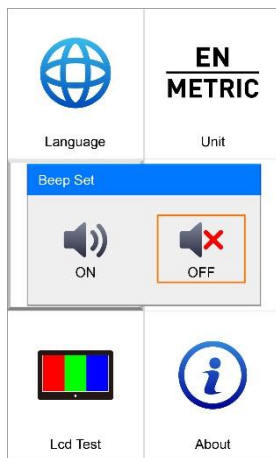 EN
METRIC
Language
Unit
Beep Set
ON
OFF
Lcd Test
About